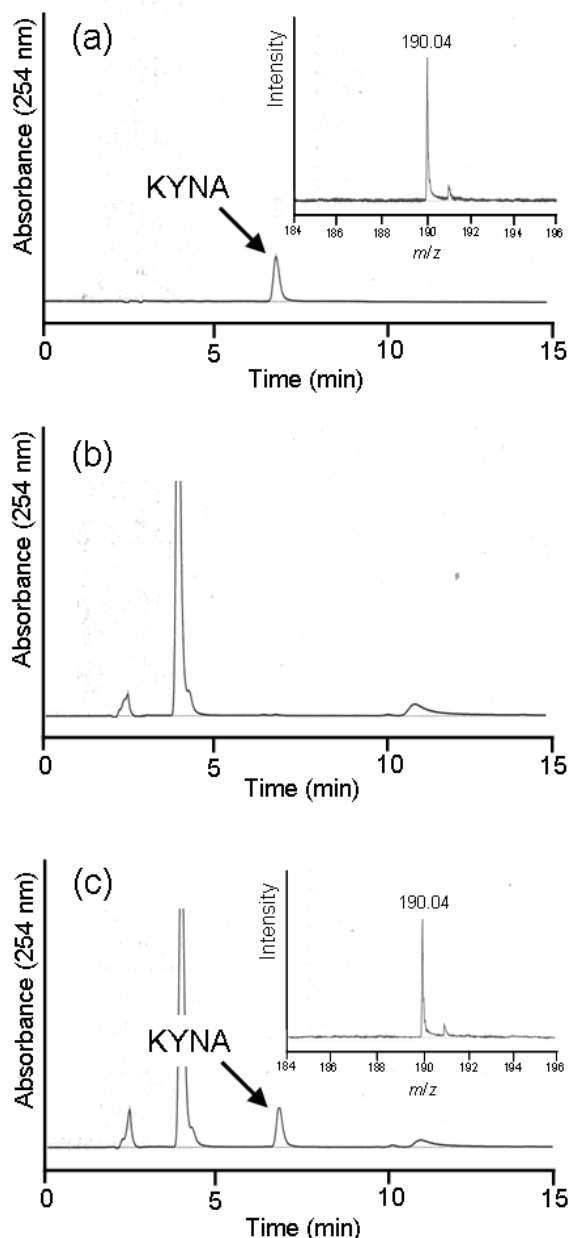 (a)
Absorbance (254 nm)
KYNA
Intensity
190.04
184 186 188 190 192 194 196
m/z
0 5 10 15
Time (min)
(b)
Absorbance (254 nm)
0 5 10 15
Time (min)
(c)
Absorbance (254 nm)
KYNA
Intensity
190.04
184 186 188 190 192 194 196
m/z
0 5 10 15
Time (min)